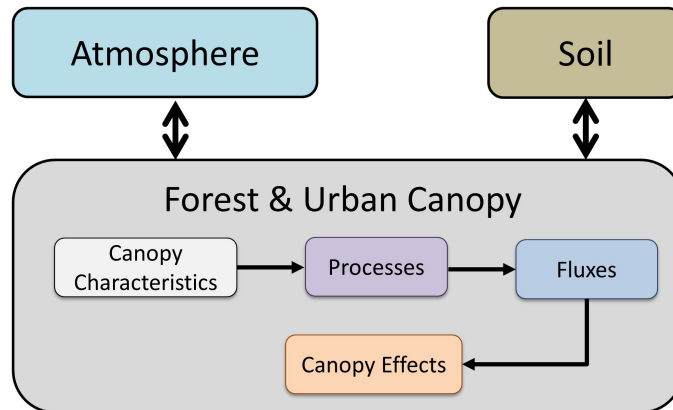 Atmosphere
Soil
Forest & Urban Canopy
Canopy
Characteristics
Processes
Fluxes
Canopy Effects